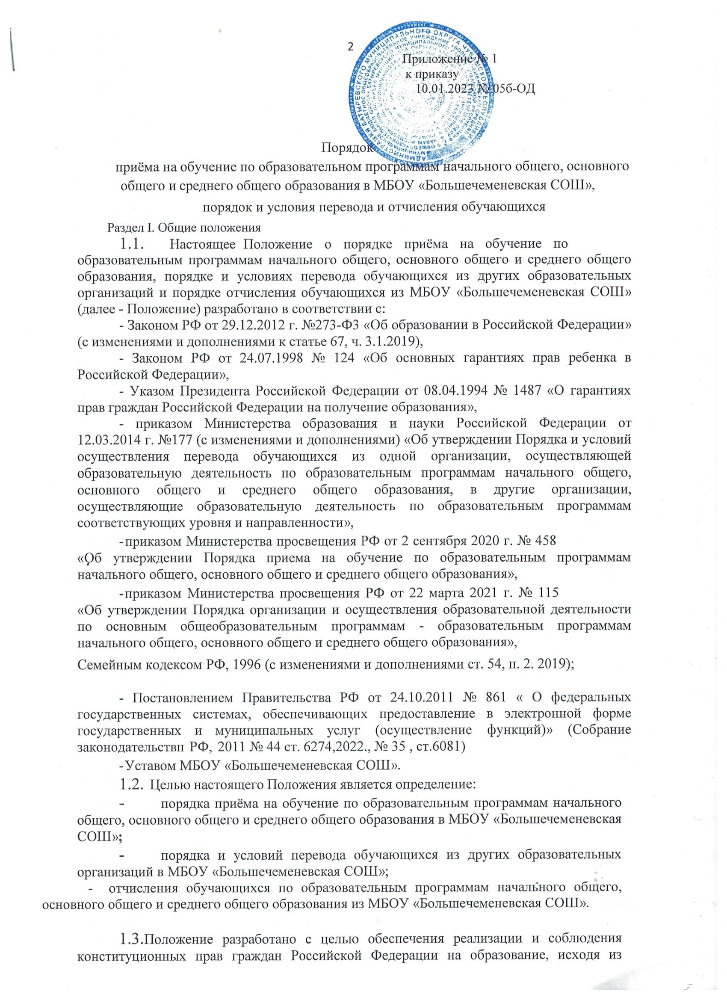 2
Приложение № 1
к приказу
10.01.2023 № 05б-ОД
Порядок
приёма на обучение по образовательном программам начального общего, основного
общего и среднего общего образования в МБОУ «Большечеменевская СОШ»,
порядок и условия перевода и отчисления обучающихся
Раздел I. Общие положения
1.1. Настоящее Положение о порядке приёма на обучение по
образовательным программам начального общего, основного общего и среднего общего
образования, порядке и условиях перевода обучающихся из других образовательных
организаций и порядке отчисления обучающихся из МБОУ «Большечеменевская СОШ»
(далее - Положение) разработано в соответствии с:
- Законом РФ от 29.12.2012 г. №273-ФЗ «Об образовании в Российской Федерации»
(с изменениями и дополнениями к статье 67, ч. 3.1.2019),
- Законом РФ от 24.07.1998 № 124 «Об основных гарантиях прав ребенка в
Российской Федерации»,
- Указом Президента Российской Федерации от 08.04.1994 № 1487 «О гарантиях
прав граждан Российской Федерации на получение образования»,
- приказом Министерства образования и науки Российской Федерации от
12.03.2014 г. №177 (с изменениями и дополнениями) «Об утверждении Порядка и условий
осуществления перевода обучающихся из одной организации, осуществляющей
образовательную деятельность по образовательным программам начального общего,
основного общего и среднего общего образования, в другие организации,
осуществляющие образовательную деятельность по образовательным программам
соответствующих уровня и направленности»,
-приказом Министерства просвещения РФ от 2 сентября 2020 г. № 458
«Об утверждении Порядка приема на обучение по образовательным программам
начального общего, основного общего и среднего общего образования»,
-приказом Министерства просвещения РФ от 22 марта 2021 г. № 115
«Об утверждении Порядка организации и осуществления образовательной деятельности
по основным общеобразовательным программам - образовательным программам
начального общего, основного общего и среднего общего образования»,
Семейным кодексом РФ, 1996 (с изменениями и дополнениями ст. 54, п. 2. 2019);
- Постановлением Правительства РФ от 24.10.2011 № 861 « О федеральных
государственных системах, обеспечивающих предоставление в электронной форме
государственных и муниципальных услуг (осуществление функций)» (Собрание
законодательствп РФ, 2011 № 44 ст. 6274,2022., № 35 , ст.6081)
-Уставом МБОУ «Большечеменевская СОШ».
1.2. Целью настоящего Положения является определение:
- порядка приёма на обучение по образовательным программам начального
общего, основного общего и среднего общего образования в МБОУ «Большечеменевская
СОШ»;
- порядка и условий перевода обучающихся из других образовательных
организаций в МБОУ «Большечеменевская СОШ»;
- отчисления обучающихся по образовательным программам начального общего,
основного общего и среднего общего образования из МБОУ «Большечеменевская СОШ».
1.3.Положение разработано с целью обеспечения реализации и соблюдения
конституционных прав граждан Российской Федерации на образование, исходя из